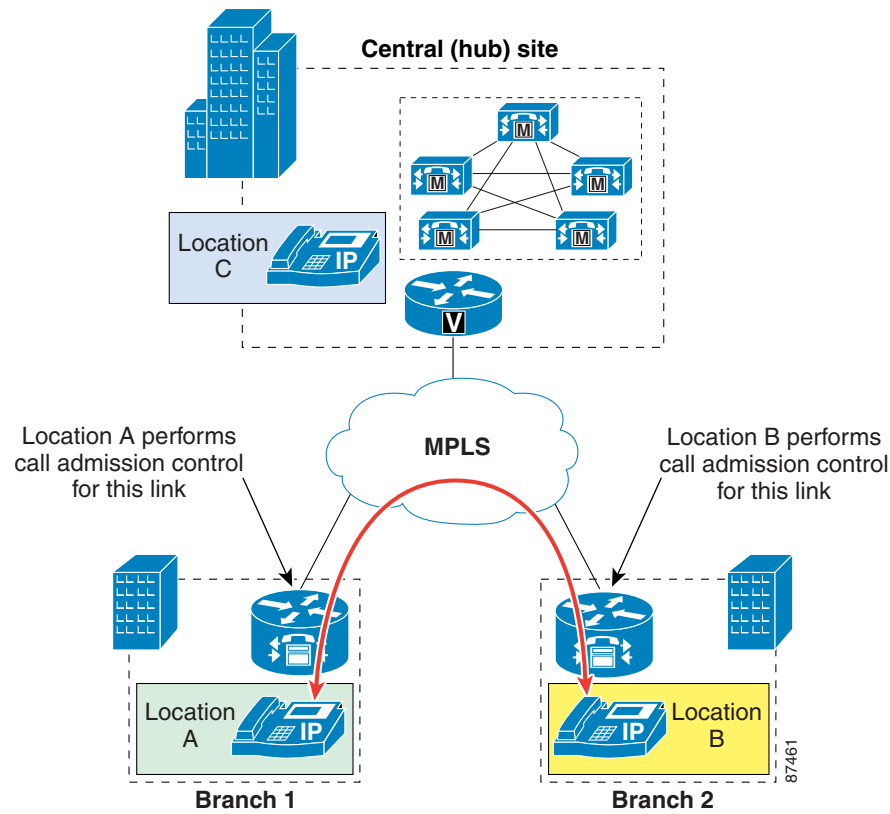 Central (hub) site
M
M
M
M
M
Location
C
IP
V
MPLS
Location A performs
call admission control
for this link
Location B performs
call admission control
for this link
Location
A
IP
IP
Location
B
87461
Branch 1
Branch 2